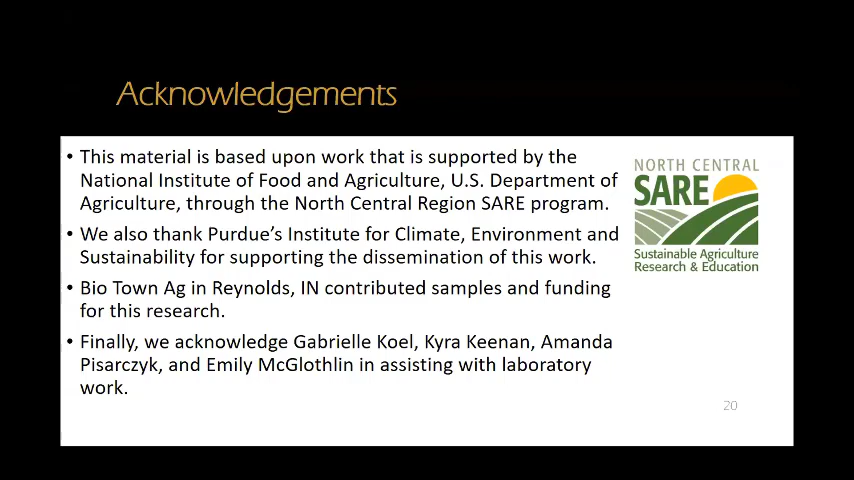 Acknowledgements
• This material is based upon work that is supported by the
National Institute of Food and Agriculture, U.S. Department of
Agriculture, through the North Central Region SARE program.
• We also thank Purdue's Institute for Climate, Environment and
Sustainability for supporting the dissemination of this work.
• Bio Town Ag in Reynolds, IN contributed samples and funding
for this research.
• Finally, we acknowledge Gabrielle Koel, Kyra Keenan, Amanda
Pisarczyk, and Emily McGlothlin in assisting with laboratory
work.
NORTH CENTRAL
SARE
Sustainable Agriculture
Research & Education
20